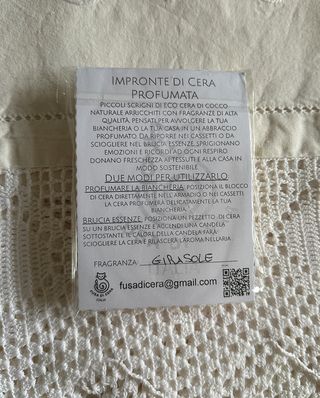 IMPRONTE DI CERA
PROFUMATA
PICCOLI SCRIGNI DI ECO CERA DI COCCO
NATURALE ARRICCHITI CON FRAGRANZE DI ALTA
QUALITÀ, PENSATI PER AVVOLGERE LA TUA
BIANCHERIA O LA TUA CASA IN UN ABBRACCIO
PROFUMATO. DA RIPORRE NEI CASSETTI O DA
SCIOGLIERE NEL BRUCIA ESSENZE, SPRIGIONANO
EMOZIONI E RICORDI AD OGNI RESPIRO.
DONANO FRESCHEZZA AI TESSUTI E ALLA CASA IN
MODO SOSTENIBILE
DUE MODI PER UTILIZZARLO:
PROFUMARE LA BIANCHERIA: POSIZIONA IL BLOCCO
DI CERA DIRETTAMENTE NELL'ARMADIO O NEI CASSETTI
LA CERA PROFUMERÀ DELICATAMENTE LA TUA
BIANCHERIA.
BRUCIA ESSENZE: POSIZIONA UN PEZZETTO DI CERA
SU UN BRUCIA ESSENZE E ACCENDI UNA CANDELA
SOTTOSTANTE. IL CALORE DELLA CANDELA FARÀ
SCIOGLIERE LA CERA E RILASCERÀ L'AROMA NELL'ARIA
FRAGRANZA: GIRASOLE
fusadicera@gmail.com